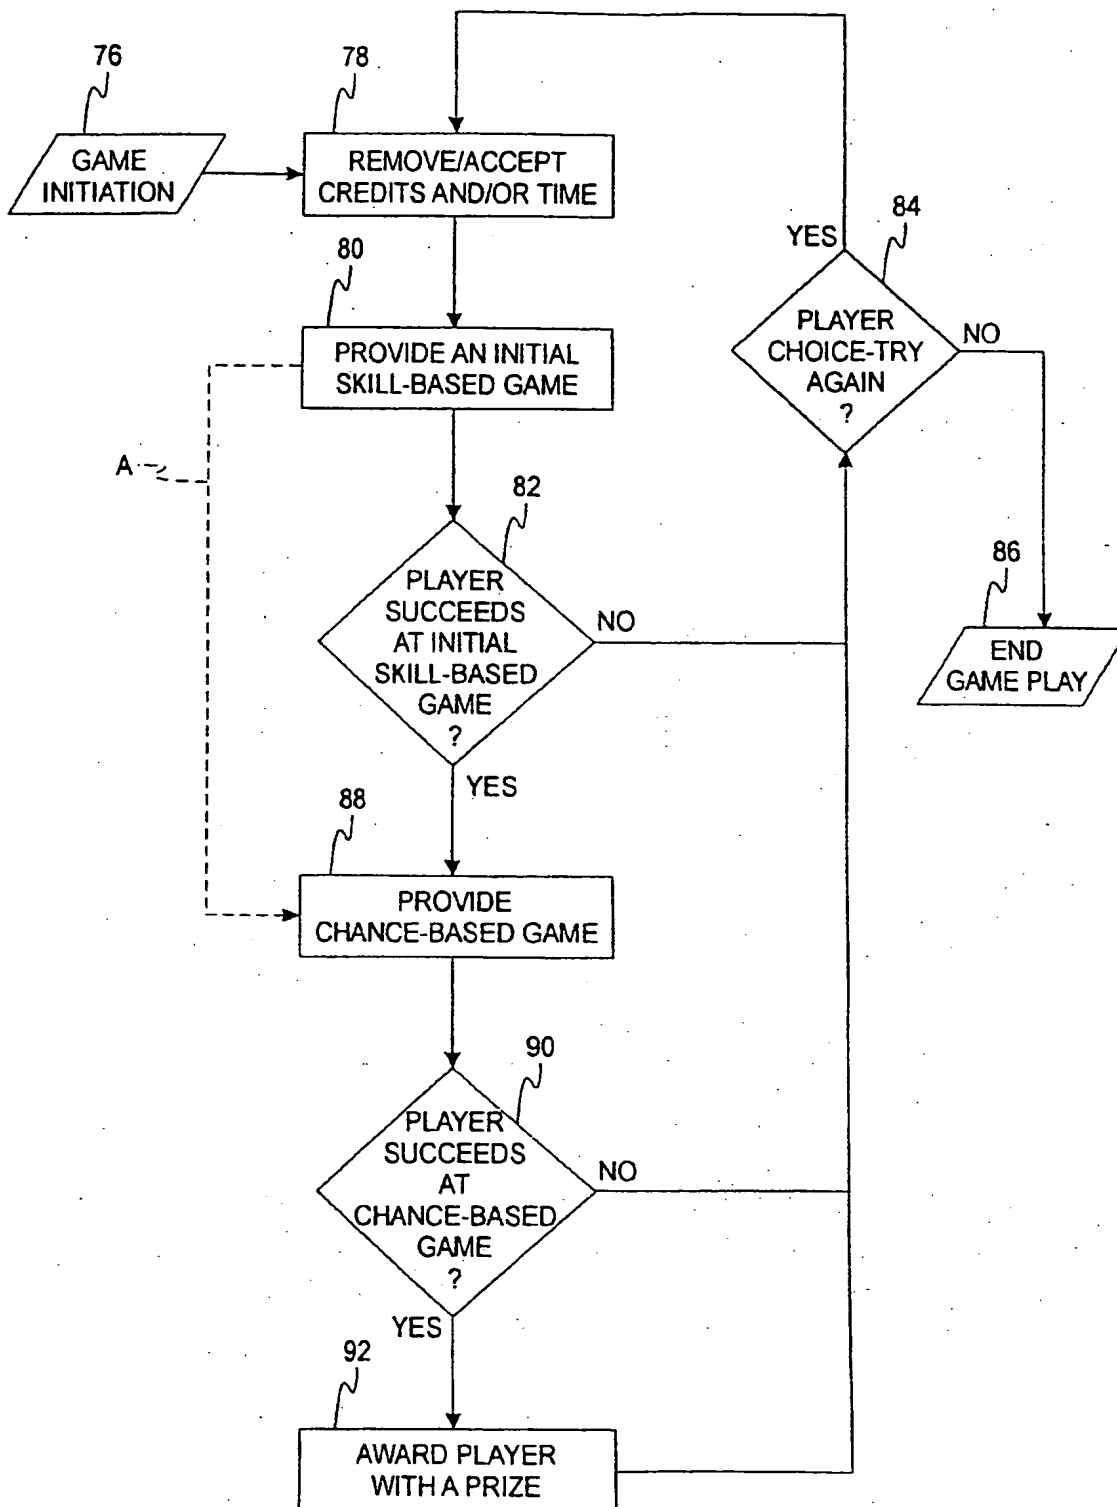 76
GAME
INITIATION
78
REMOVE/ACCEPT
CREDITS AND/OR TIME
80
PROVIDE AN INITIAL
SKILL-BASED GAME
A
82
PLAYER
SUCCEEDS
AT INITIAL
SKILL-BASED
GAME
?
NO
YES
84
YES
PLAYER
CHOICE-TRY
AGAIN
?
NO
86
END
GAME PLAY
88
PROVIDE
CHANCE-BASED GAME
90
PLAYER
SUCCEEDS
AT
CHANCE-BASED
GAME
?
NO
YES
92
AWARD PLAYER
WITH A PRIZE